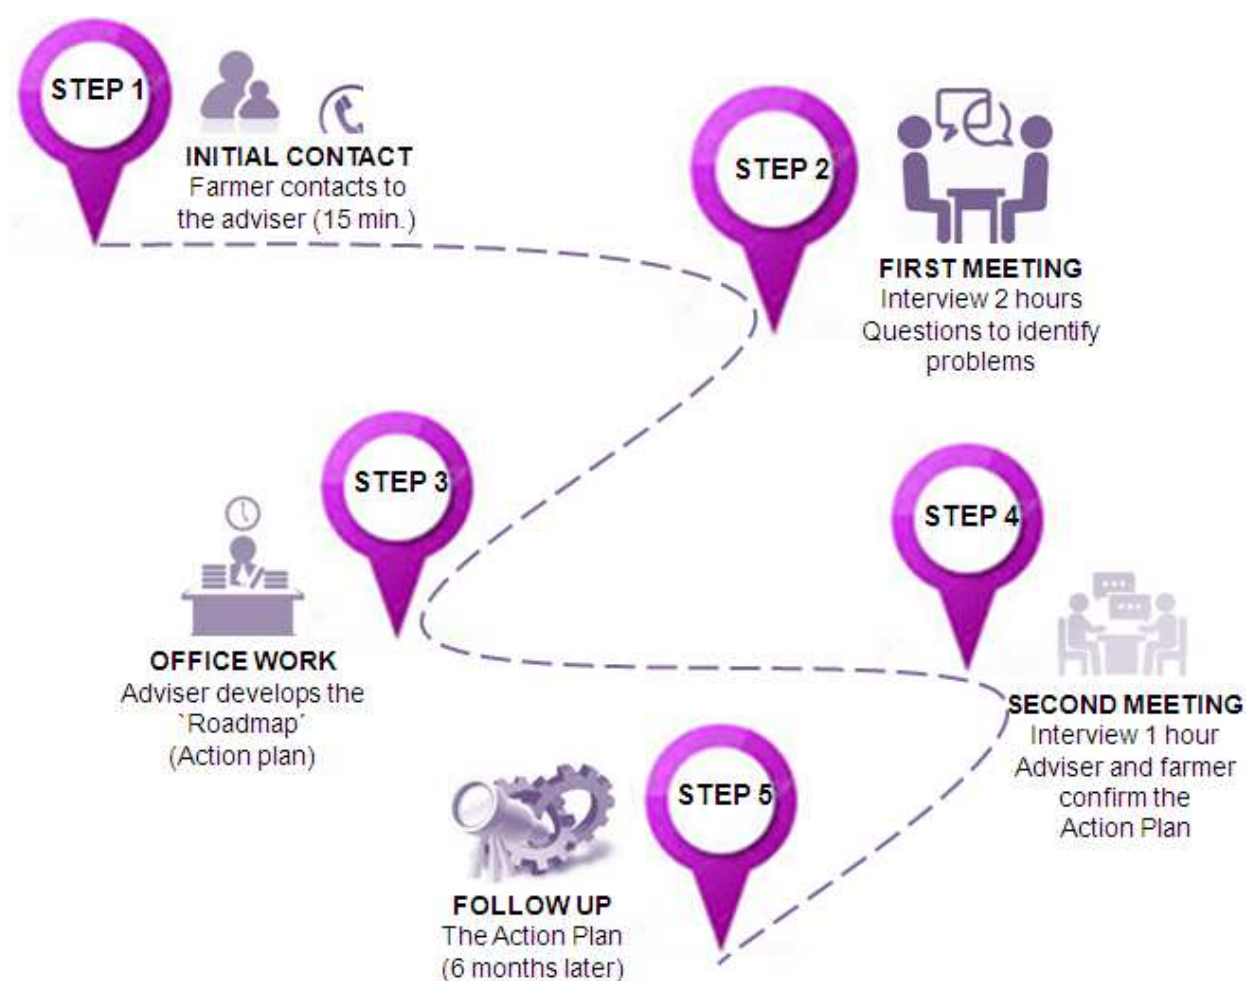 STEP 1
INITIAL CONTACT
Farmer contacts to
the adviser (15 min.)
STEP 2
FIRST MEETING
Interview 2 hours
Questions to identify
problems
STEP 3
OFFICE WORK
Adviser develops the
`Roadmap´
(Action plan)
STEP 4
SECOND MEETING
Interview 1 hour
Adviser and farmer
confirm the
Action Plan
STEP 5
FOLLOW UP
The Action Plan
(6 months later)